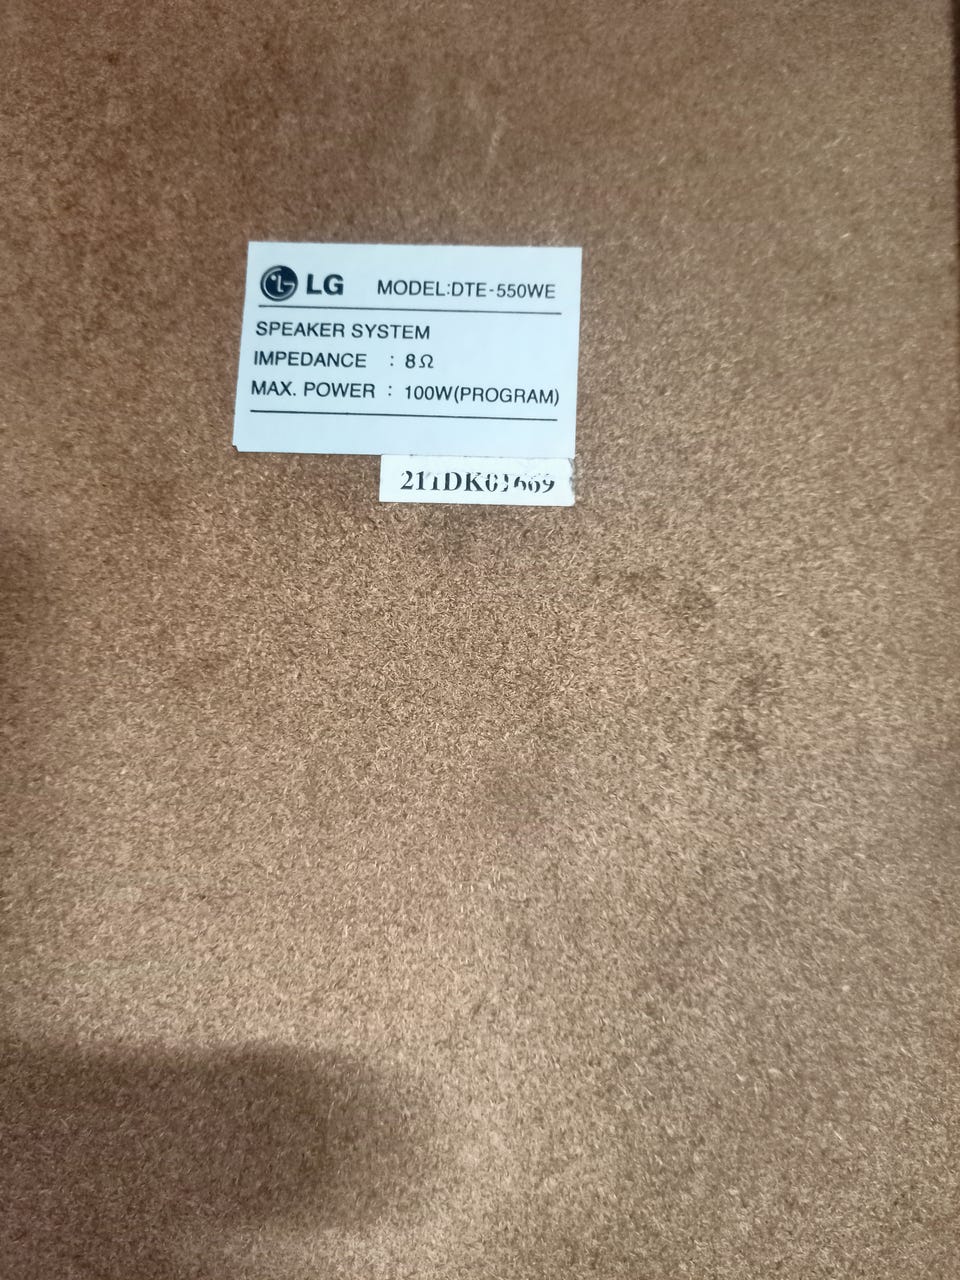 LG MODEL:DTE-550WE
SPEAKER SYSTEM
IMPEDANCE : 8Ω
MAX. POWER : 100W(PROGRAM)